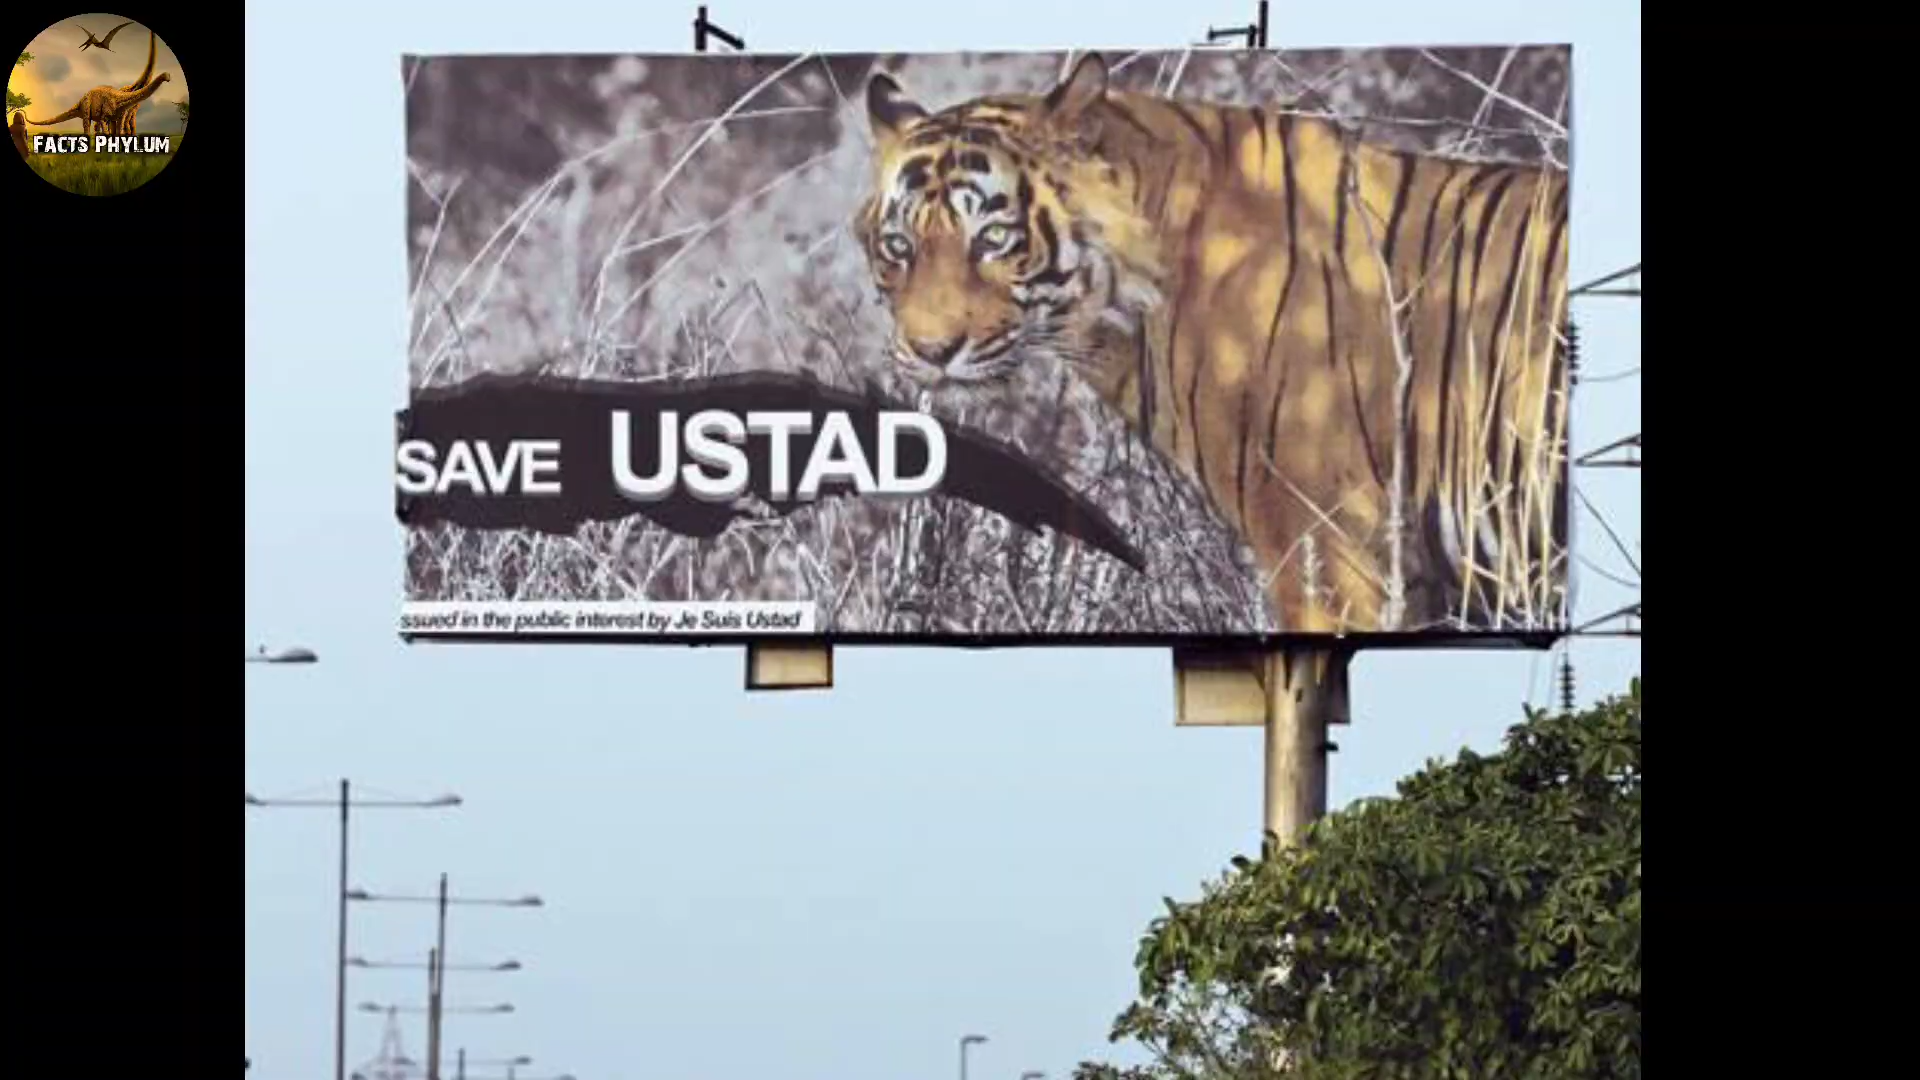 FACTS PHYLUM
SAVE USTAD
ssued in the public interest by Je Suis Ustad